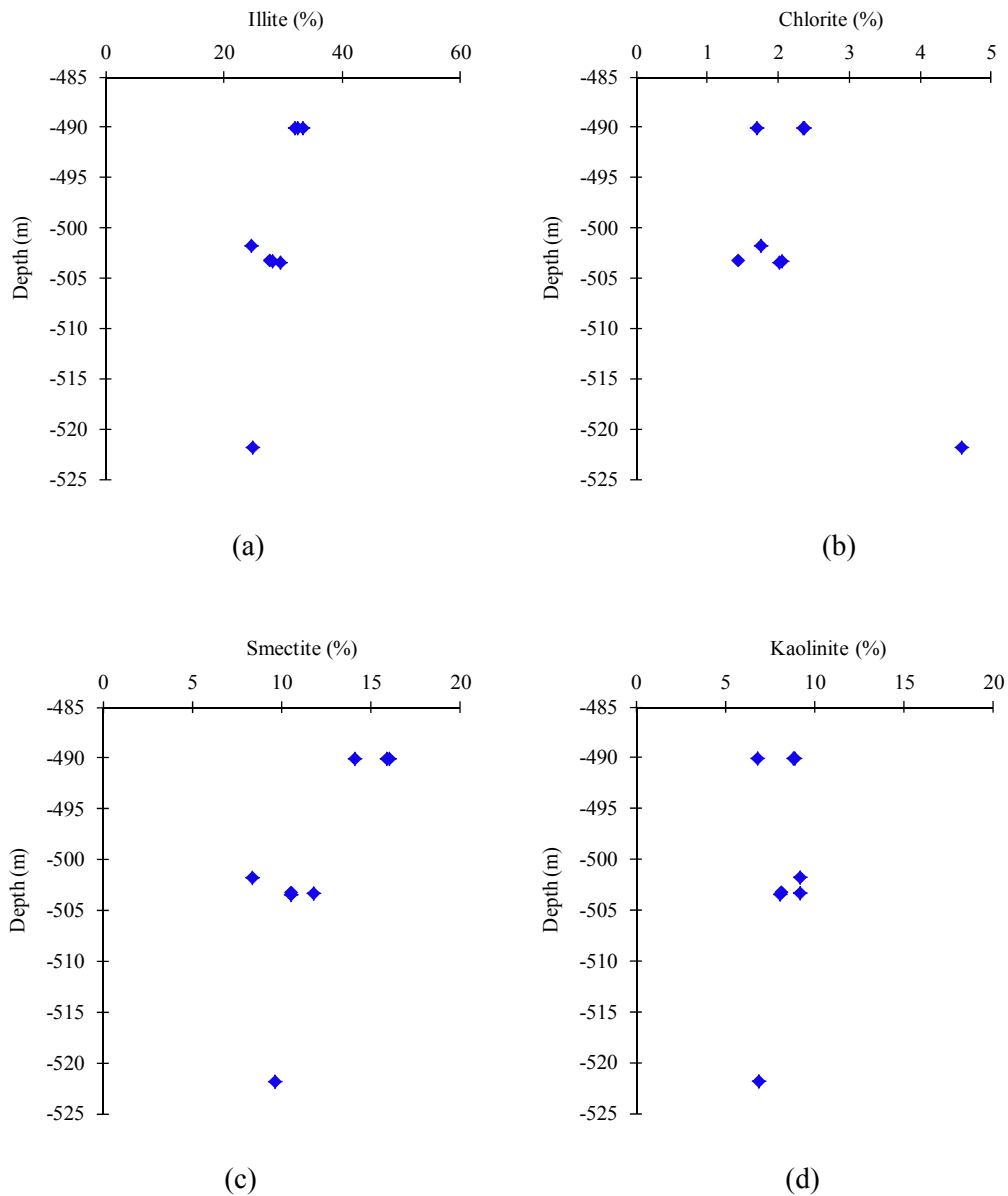 Illite (%)
0 20 40 60
-485
-490
-495
-500
-505
-510
-515
-520
-525
Depth (m)
(a)
Chlorite (%)
0 1 2 3 4 5
-485
-490
-495
-500
-505
-510
-515
-520
-525
Depth (m)
(b)
Smectite (%)
0 5 10 15 20
-485
-490
-495
-500
-505
-510
-515
-520
-525
Depth (m)
(c)
Kaolinite (%)
0 5 10 15 20
-485
-490
-495
-500
-505
-510
-515
-520
-525
Depth (m)
(d)